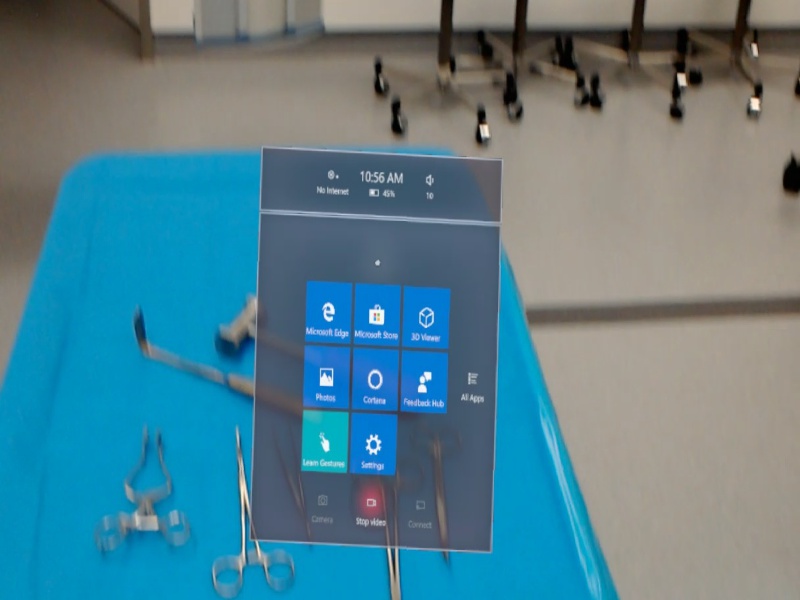 10:56 AM
No Internet 45% 10
Microsoft Edge Microsoft Store 3D Viewer
Photos Cortana Feedback Hub All Apps
Learn Gestures Settings
Camera Stop video Connect